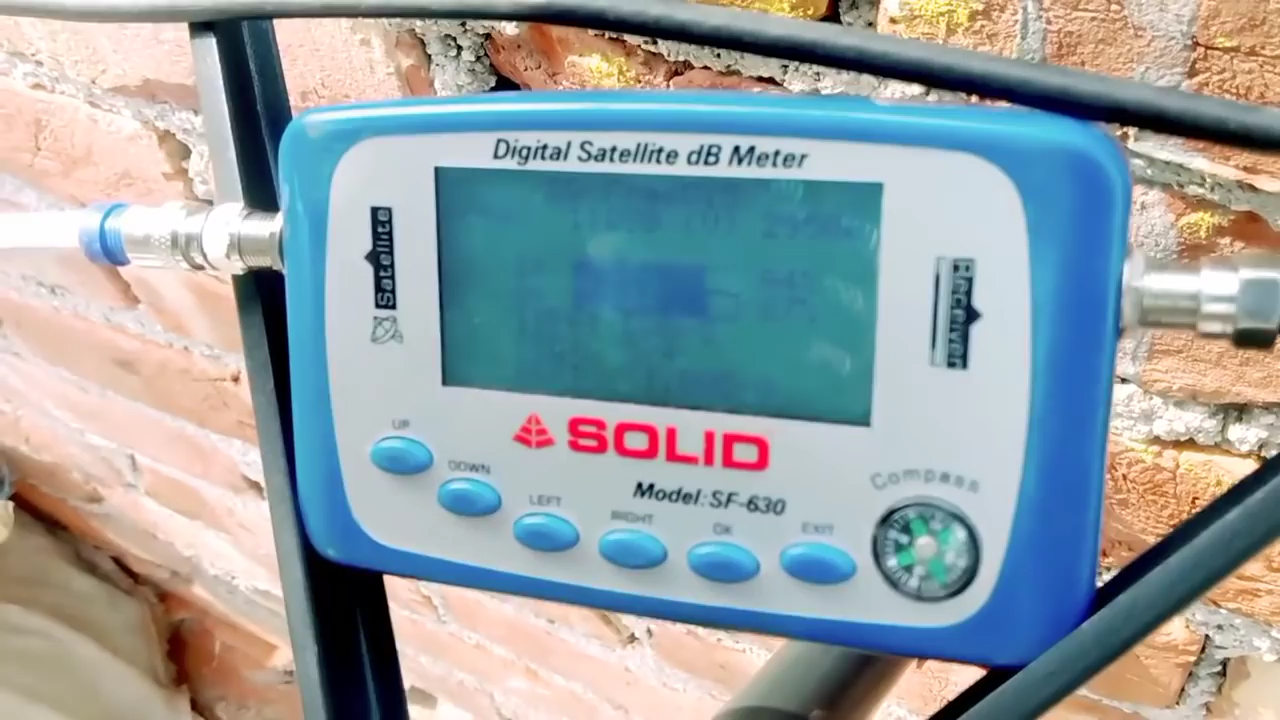 Digital Satellite dB Meter
Satellite
Receiver
SOLID
Model: SF-630
Compass
UP
DOWN
LEFT
RIGHT
OK
EXIT